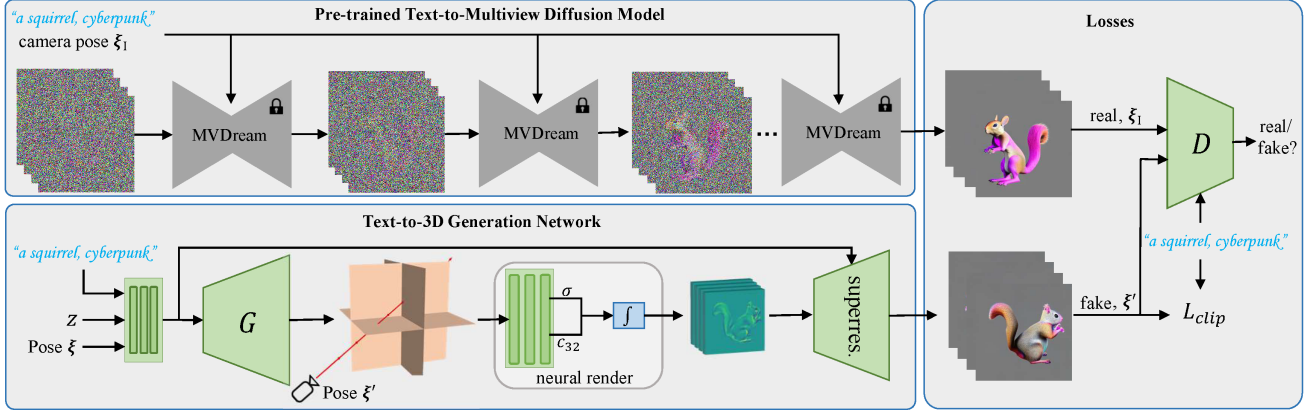 Pre-trained Text-to-Multiview Diffusion Model
“a squirrel, cyberpunk”
camera pose ξ₁
MVDream
MVDream
...
MVDream
Text-to-3D Generation Network
“a squirrel, cyberpunk”
z
Pose ξ
G
Pose ξ′
σ
c₃₂
∫
neural render
superres.
Losses
real, ξ₁
D
real/
fake?
“a squirrel, cyberpunk”
fake, ξ′
L_clip